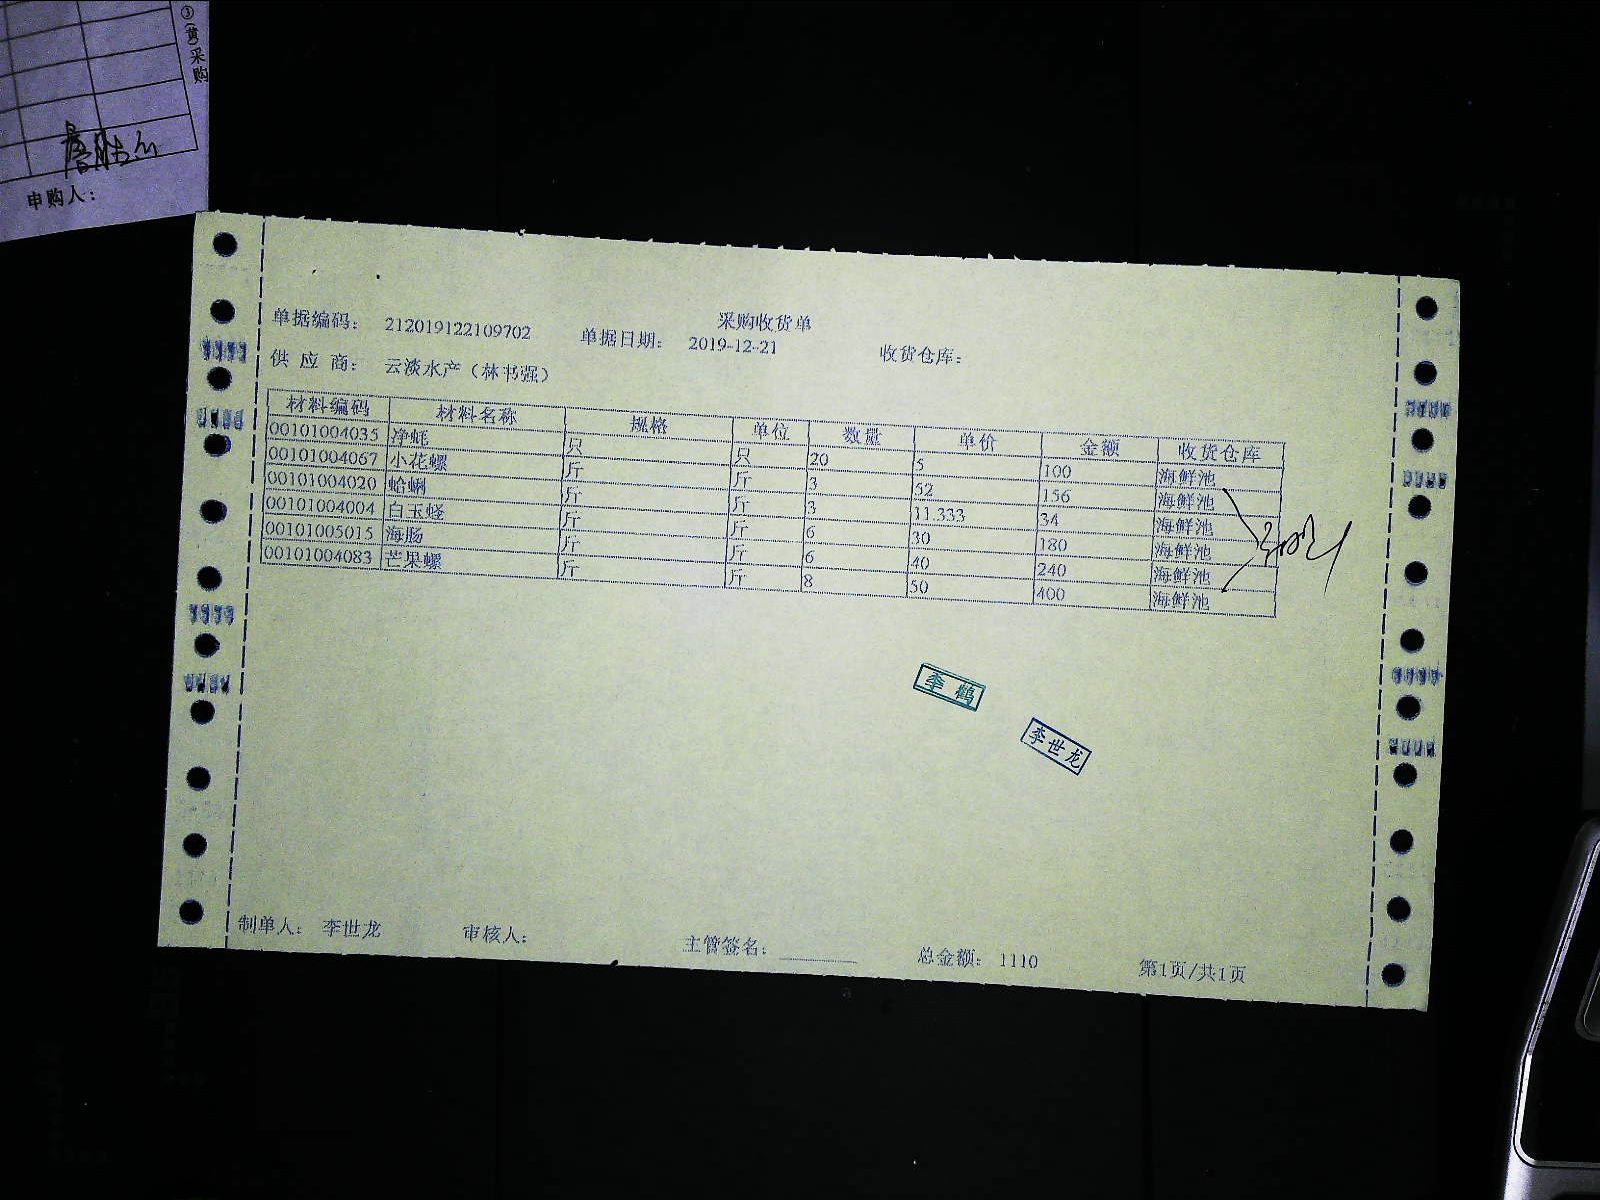 ③(黄)采购
申购人:
采购收货单
单据编码: 212019122109702 单据日期: 2019-12-21 收货仓库:
供 应 商: 云淡水产（林书强）
材料编码 材料名称 规格 单位 数量 单价 金额 收货仓库
00101004035 净蚝 只 只 20 5 100 海鲜池
00101004067 小花螺 斤 斤 3 52 156 海鲜池
00101004020 蛤蜊 斤 斤 3 11.333 34 海鲜池
00101004004 白玉蛏 斤 斤 6 30 180 海鲜池
00101005015 海肠 斤 斤 6 40 240 海鲜池
00101004083 芒果螺 斤 斤 8 50 400 海鲜池
李鹤
李世龙
制单人: 李世龙 审核人: 主管签名: 总金额: 1110 第1页/共1页